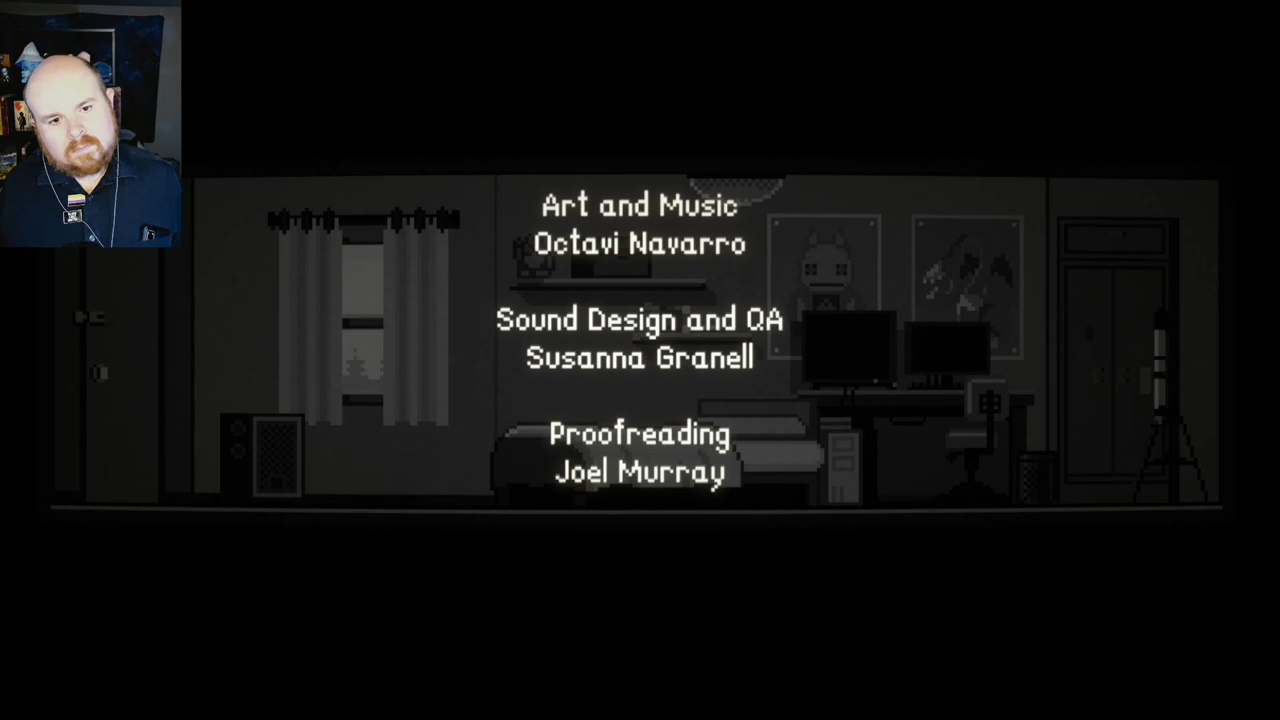 Art and Music
Octavi Navarro
Sound Design and QA
Susanna Granell
Proofreading
Joel Murray